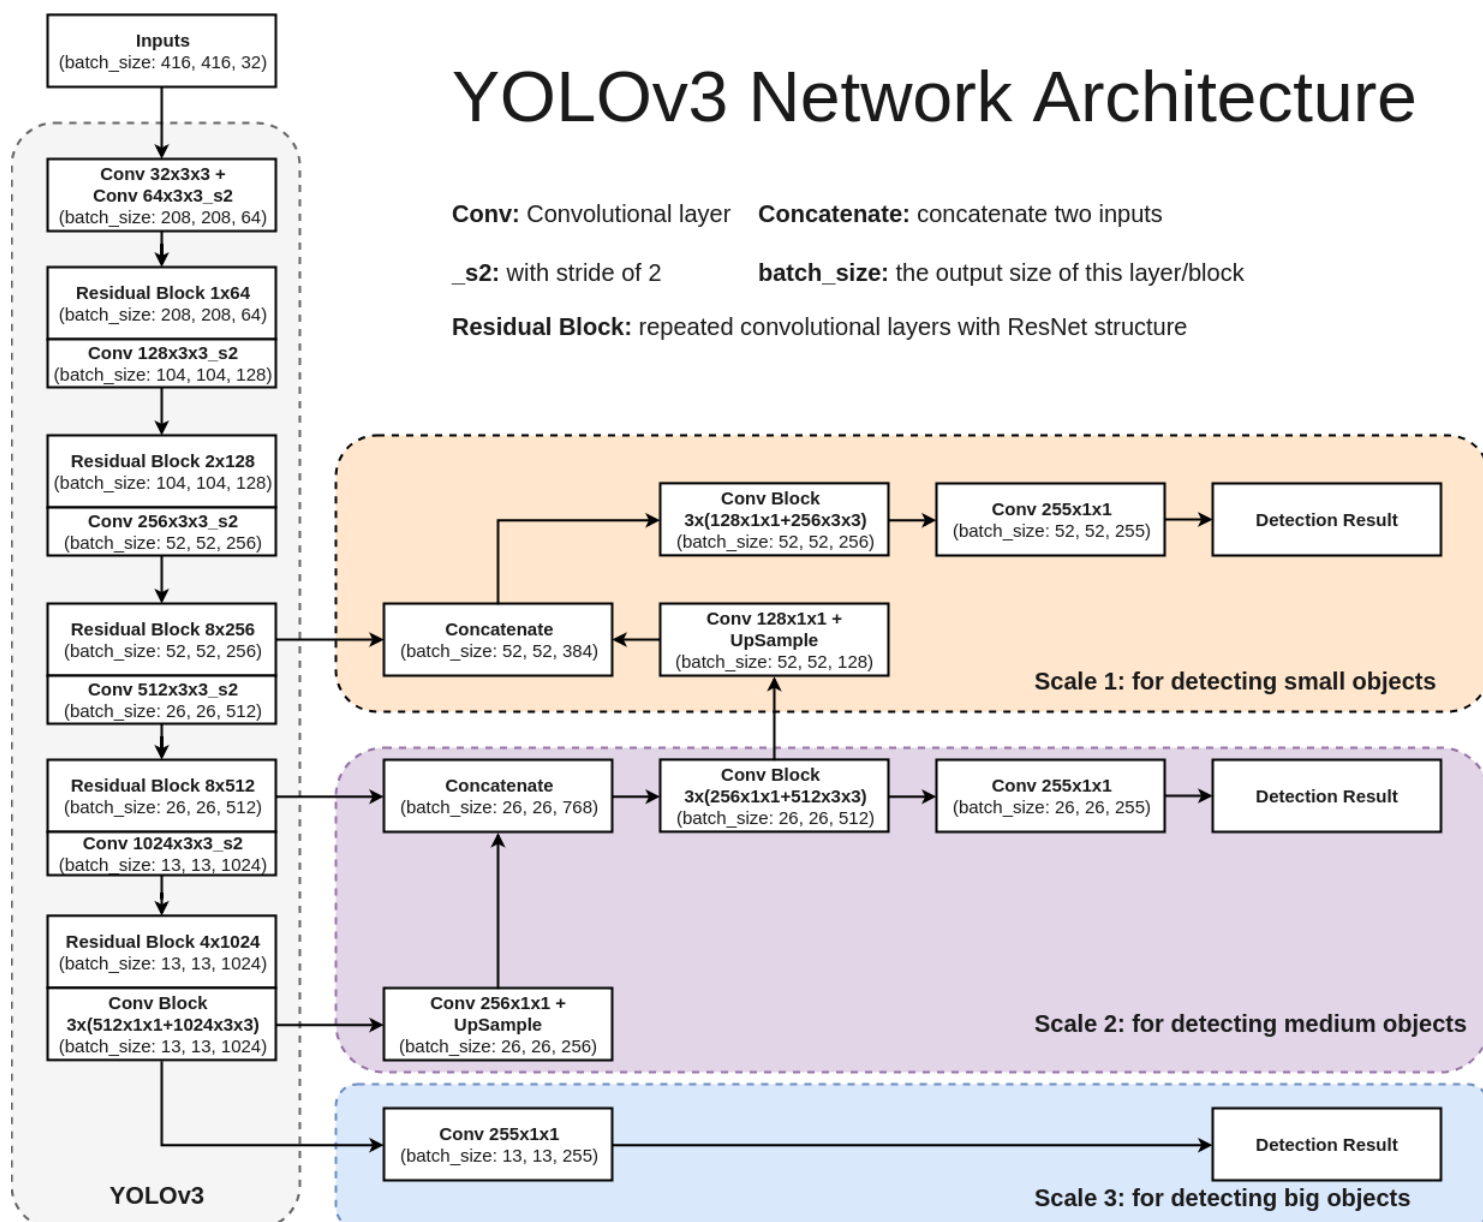 Inputs
(batch_size: 416, 416, 32)
YOLOv3 Network Architecture
Conv: Convolutional layer
Concatenate: concatenate two inputs
_s2: with stride of 2
batch_size: the output size of this layer/block
Residual Block: repeated convolutional layers with ResNet structure
Conv 32x3x3 +
Conv 64x3x3_s2
(batch_size: 208, 208, 64)
Residual Block 1x64
(batch_size: 208, 208, 64)
Conv 128x3x3_s2
(batch_size: 104, 104, 128)
Residual Block 2x128
(batch_size: 104, 104, 128)
Conv 256x3x3_s2
(batch_size: 52, 52, 256)
Residual Block 8x256
(batch_size: 52, 52, 256)
Conv 512x3x3_s2
(batch_size: 26, 26, 512)
Residual Block 8x512
(batch_size: 26, 26, 512)
Conv 1024x3x3_s2
(batch_size: 13, 13, 1024)
Residual Block 4x1024
(batch_size: 13, 13, 1024)
Conv Block
3x(512x1x1+1024x3x3)
(batch_size: 13, 13, 1024)
YOLOv3
Conv Block
3x(128x1x1+256x3x3)
(batch_size: 52, 52, 256)
Conv 255x1x1
(batch_size: 52, 52, 255)
Detection Result
Concatenate
(batch_size: 52, 52, 384)
Conv 128x1x1 +
UpSample
(batch_size: 52, 52, 128)
Scale 1: for detecting small objects
Concatenate
(batch_size: 26, 26, 768)
Conv Block
3x(256x1x1+512x3x3)
(batch_size: 26, 26, 512)
Conv 255x1x1
(batch_size: 26, 26, 255)
Detection Result
Conv 256x1x1 +
UpSample
(batch_size: 26, 26, 256)
Scale 2: for detecting medium objects
Conv 255x1x1
(batch_size: 13, 13, 255)
Detection Result
Scale 3: for detecting big objects